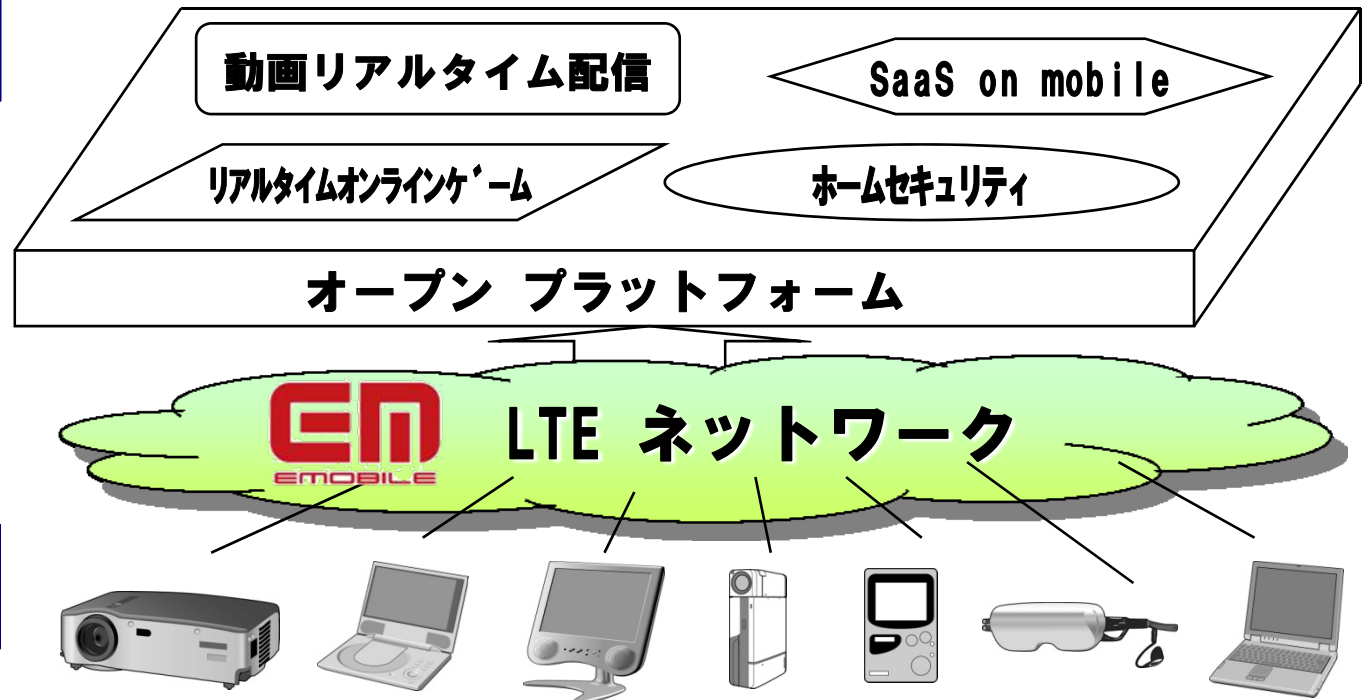 動画リアルタイム配信
SaaS on mobile
リアルタイムオンラインゲーム
ホームセキュリティ
オープン プラットフォーム
EM
EMOBILE
LTE ネットワーク